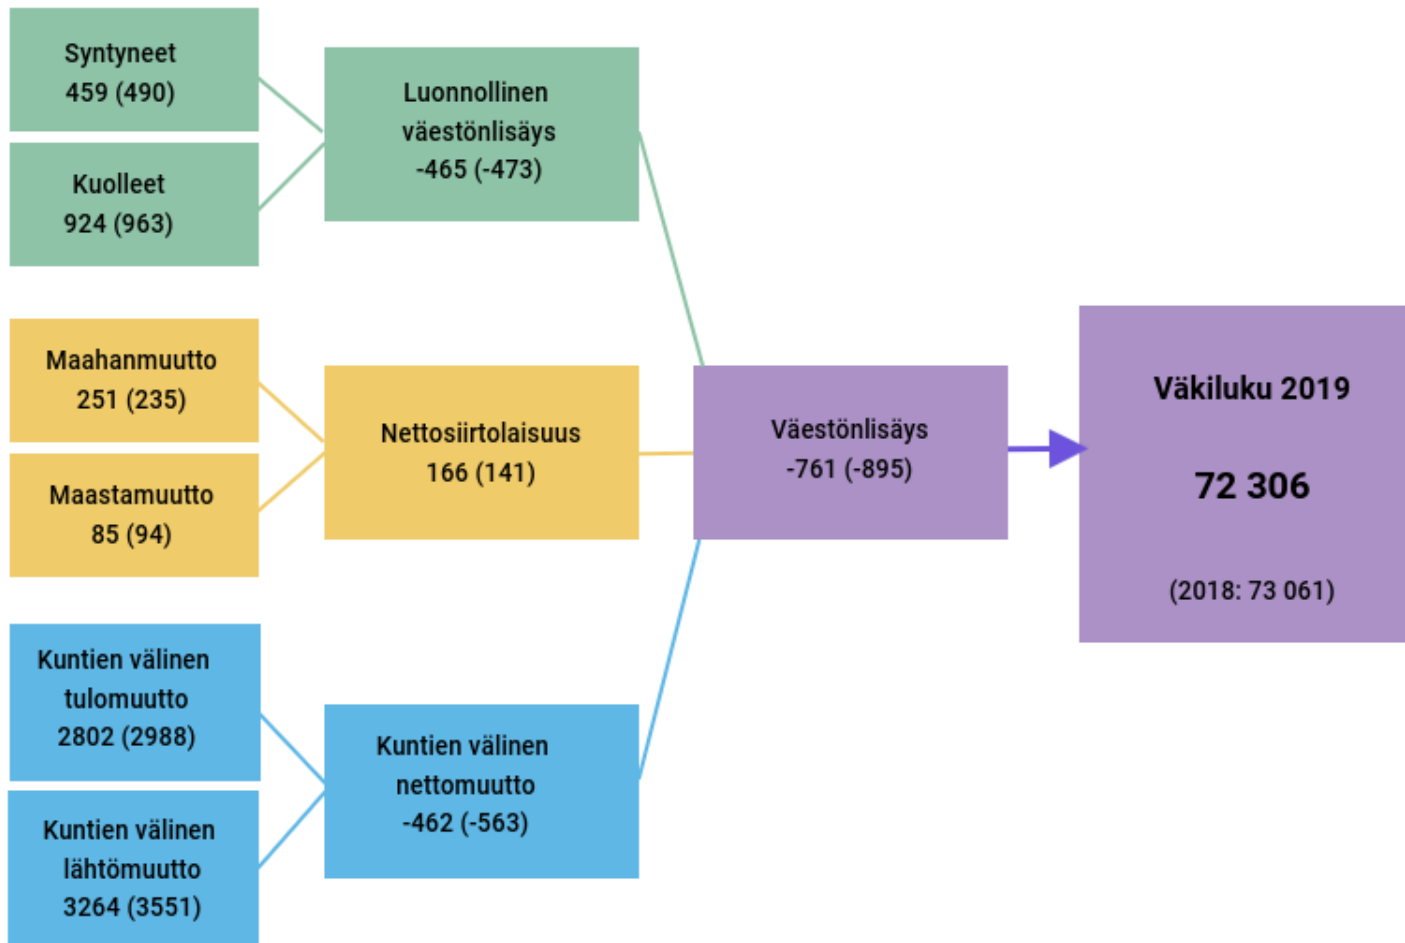 Syntyneet
459 (490)
Kuolleet
924 (963)
Luonnollinen
väestönlisäys
-465 (-473)
Maahanmuutto
251 (235)
Maastamuutto
85 (94)
Nettosiirtolaisuus
166 (141)
Kuntien välinen
tulomuutto
2802 (2988)
Kuntien välinen
lähtömuutto
3264 (3551)
Kuntien välinen
nettomuutto
-462 (-563)
Väestönlisäys
-761 (-895)
Väkiluku 2019
72 306
(2018: 73 061)